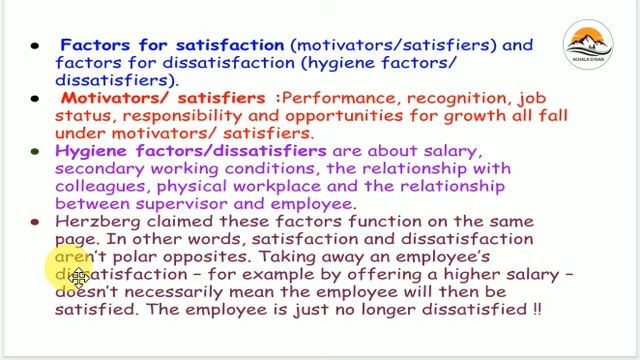 • Factors for satisfaction (motivators/satisfiers) and
factors for dissatisfaction (hygiene factors/
dissatisfiers).
• Motivators/ satisfiers :Performance, recognition, job
status, responsibility and opportunities for growth all fall
under motivators/ satisfiers.
• Hygiene factors/dissatisfiers are about salary,
secondary working conditions, the relationship with
colleagues, physical workplace and the relationship
between supervisor and employee.
• Herzberg claimed these factors function on the same
page. In other words, satisfaction and dissatisfaction
aren't polar opposites. Taking away an employee's
dissatisfaction – for example by offering a higher salary –
doesn't necessarily mean the employee will then be
satisfied. The employee is just no longer dissatisfied !!
ACHALA GYAAN